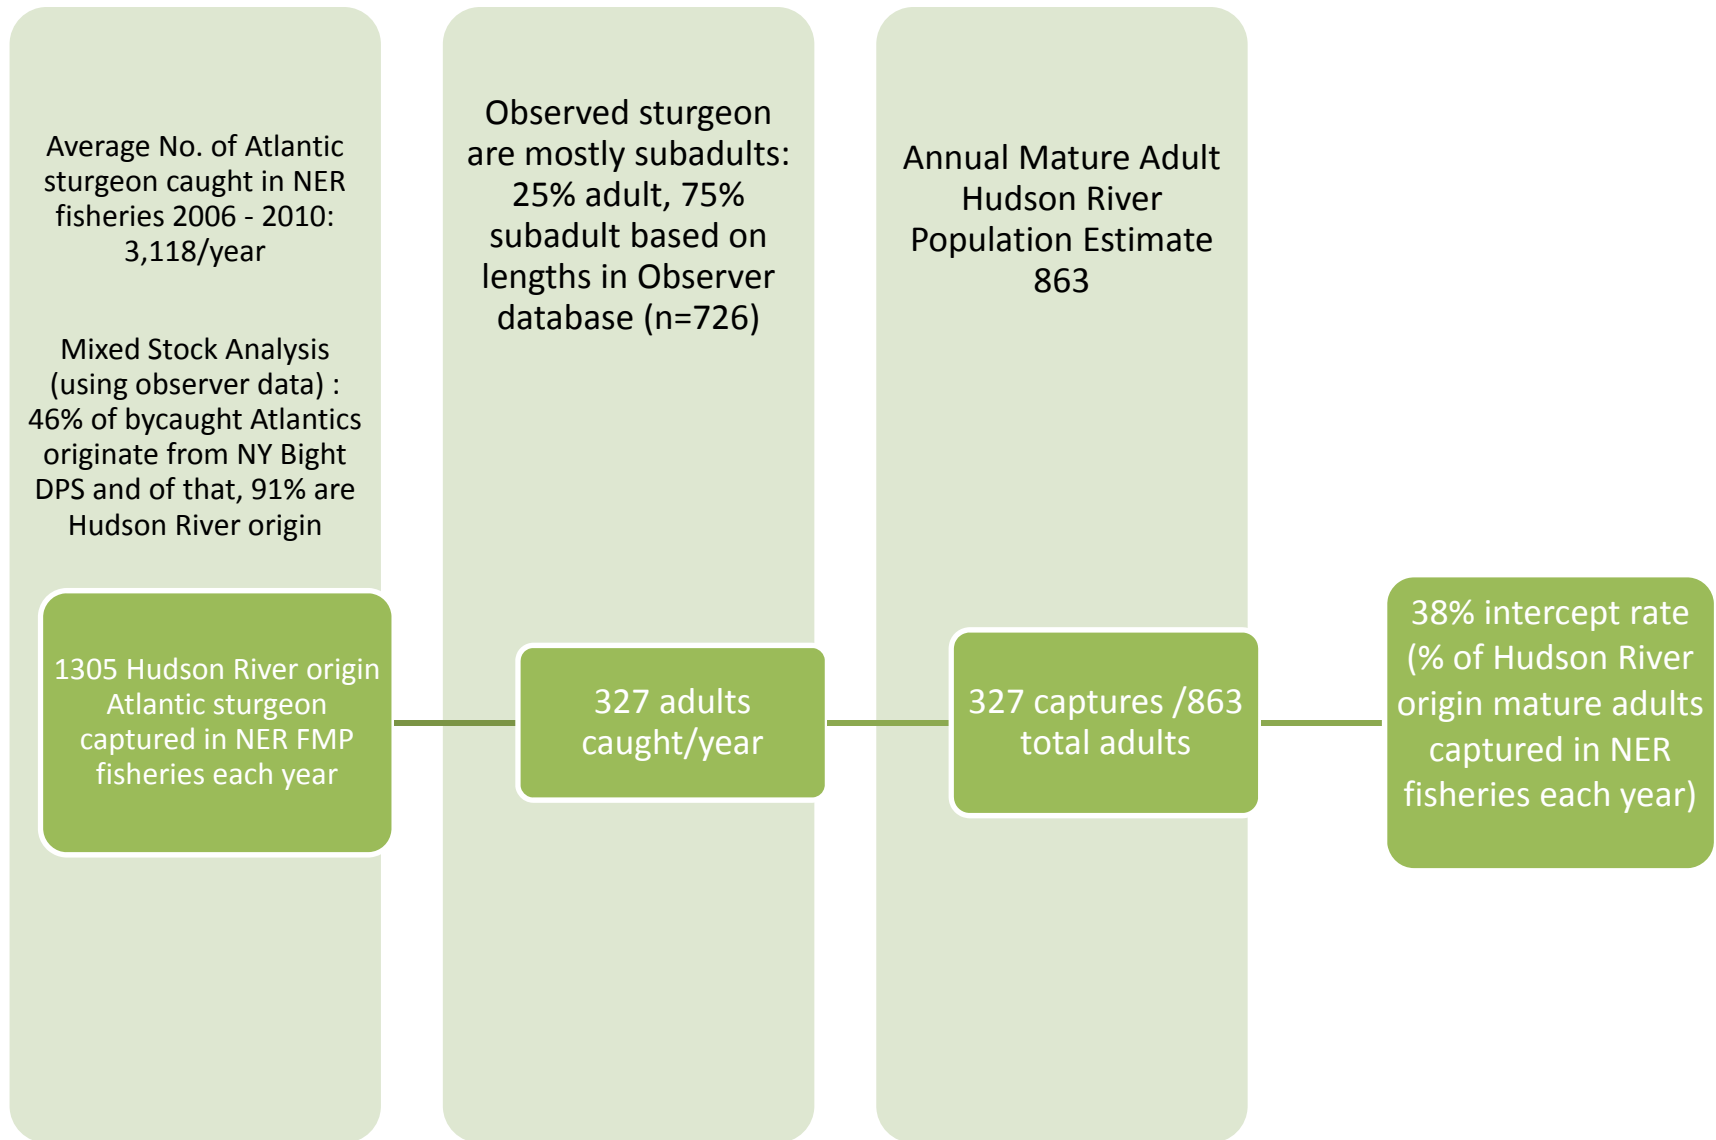 Average No. of Atlantic
sturgeon caught in NER
fisheries 2006 - 2010:
3,118/year
Mixed Stock Analysis
(using observer data) :
46% of bycaught Atlantics
originate from NY Bight
DPS and of that, 91% are
Hudson River origin
1305 Hudson River origin
Atlantic sturgeon
captured in NER FMP
fisheries each year
Observed sturgeon
are mostly subadults:
25% adult, 75%
subadult based on
lengths in Observer
database (n=726)
327 adults
caught/year
Annual Mature Adult
Hudson River
Population Estimate
863
327 captures /863
total adults
38% intercept rate
(% of Hudson River
origin mature adults
captured in NER
fisheries each year)